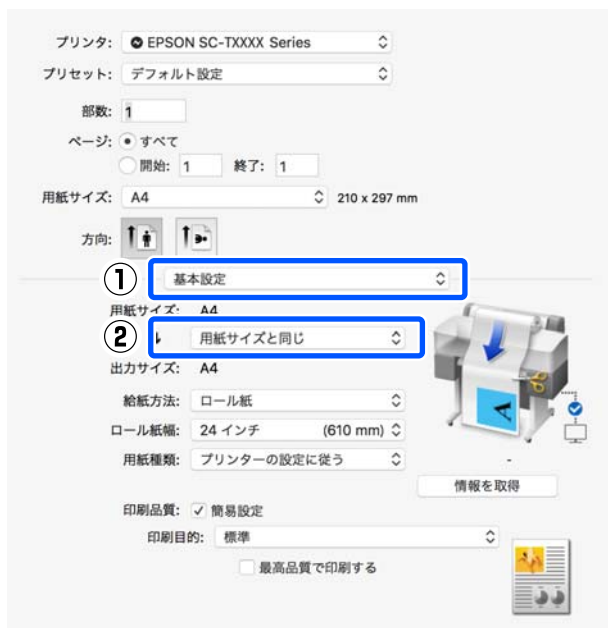 プリンタ: EPSON SC-TXXXX Series
プリセット: デフォルト設定
部数: 1
ページ: すべて
開始: 1 終了: 1
用紙サイズ: A4 210 x 297 mm
方向:
① 基本設定
用紙サイズ: A4
② 用紙サイズと同じ
出力サイズ: A4
給紙方法: ロール紙
ロール紙幅: 24 インチ (610 mm)
用紙種類: プリンターの設定に従う
-
情報を取得
印刷品質: 簡易設定
印刷目的: 標準
最高品質で印刷する